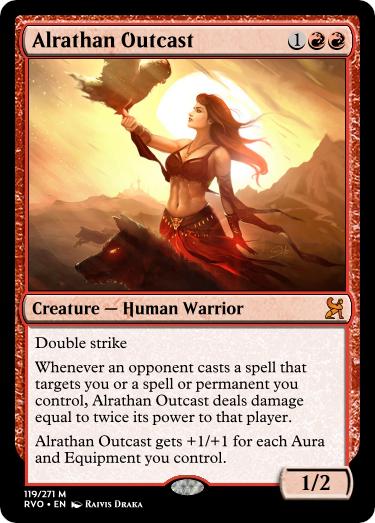 Alrathan Outcast 1
Creature — Human Warrior
Double strike
Whenever an opponent casts a spell that
targets you or a spell or permanent you
control, Alrathan Outcast deals damage
equal to twice its power to that player.
Alrathan Outcast gets +1/+1 for each Aura
and Equipment you control.
1/2
119/271 M
RVO • EN Raivis Draka